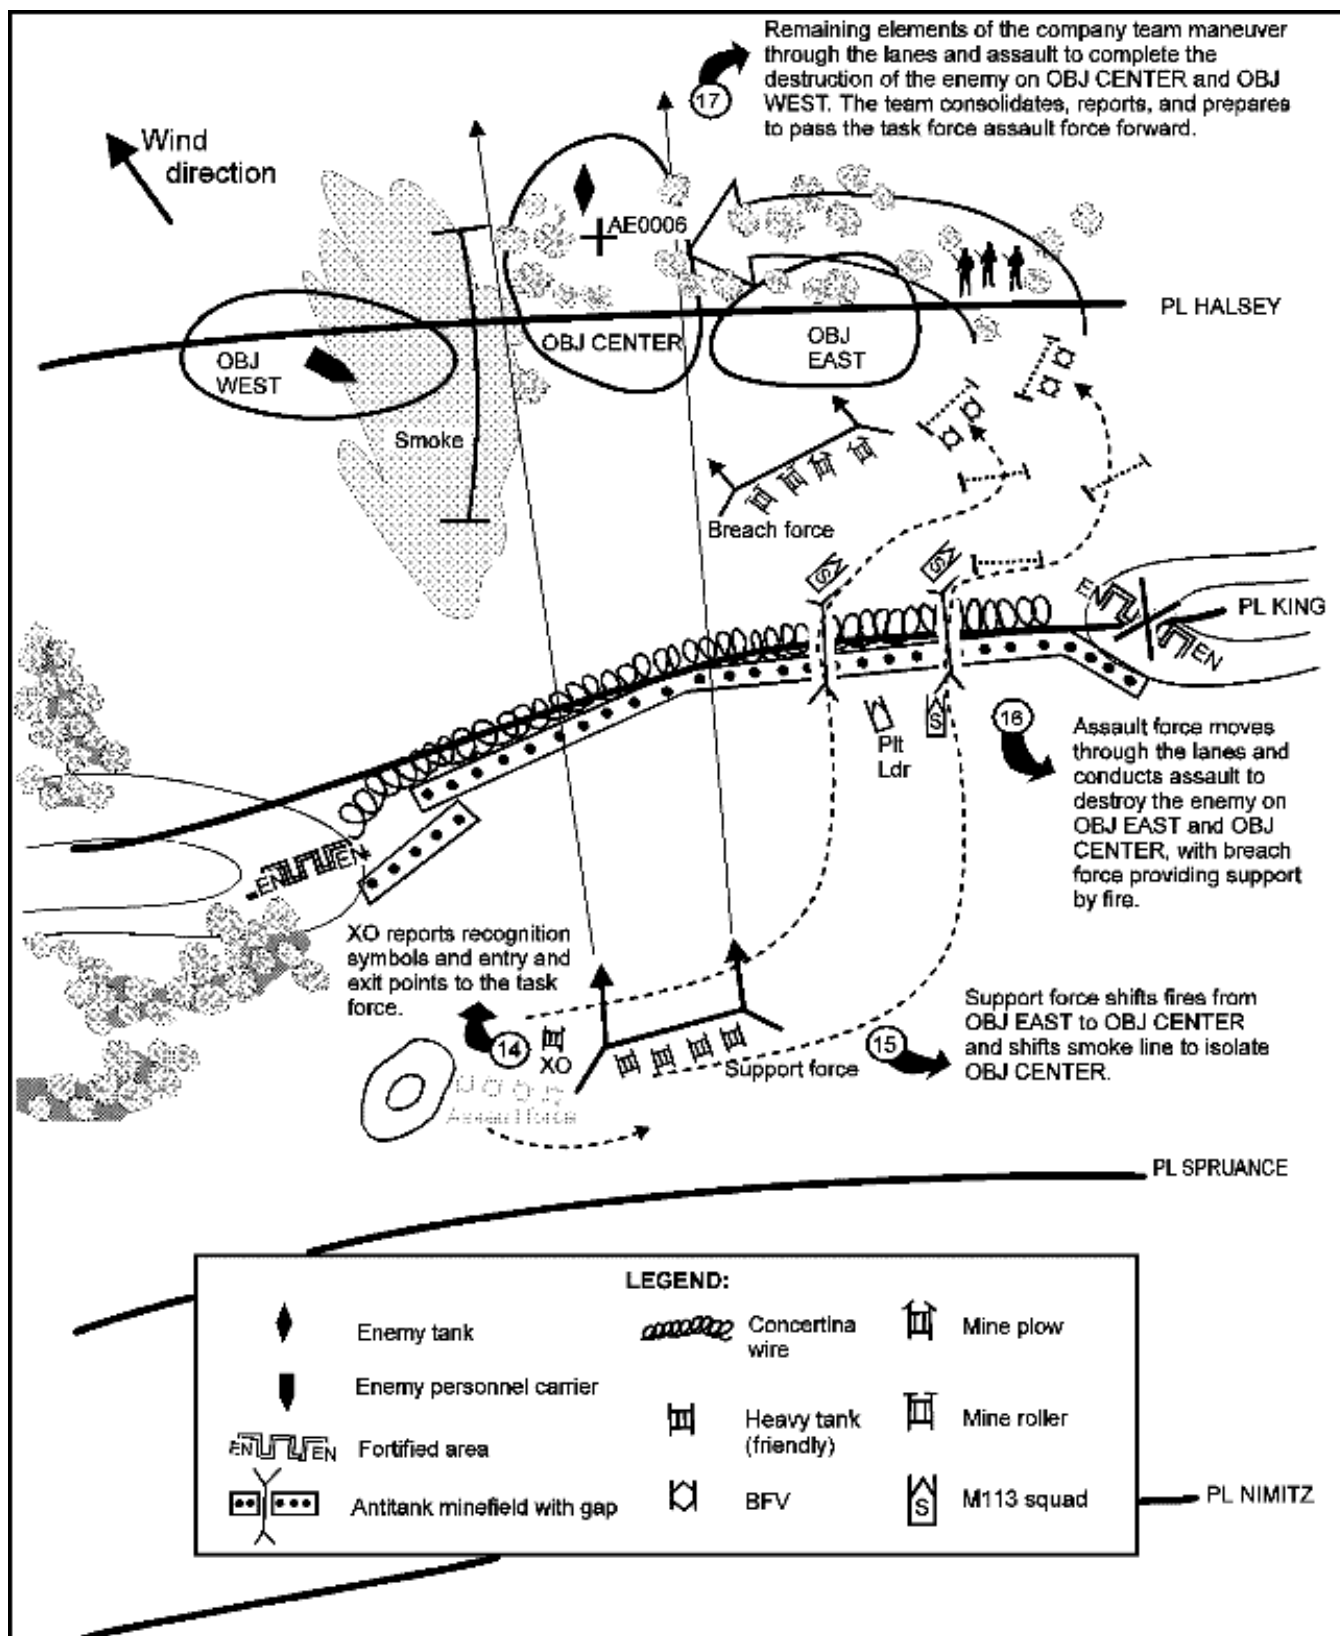 Remaining elements of the company team maneuver
through the lanes and assault to complete the
destruction of the enemy on OBJ CENTER and OBJ
WEST. The team consolidates, reports, and prepares
to pass the task force assault force forward.
17
Wind
direction
AE0006
PL HALSEY
OBJ CENTER
OBJ
EAST
OBJ
WEST
Smoke
Breach force
S
S
EN
PL KING
EN
S
Plt
Ldr
16
Assault force moves
through the lanes and
conducts assault to
destroy the enemy on
OBJ EAST and OBJ
CENTER, with breach
force providing support
by fire.
EN
EN
XO reports recognition
symbols and entry and
exit points to the task
force.
14
XO
Assault force
Support force
15
Support force shifts fires from
OBJ EAST to OBJ CENTER
and shifts smoke line to isolate
OBJ CENTER.
PL SPRUANCE
LEGEND:
Enemy tank
Concertina
wire
Mine plow
Enemy personnel carrier
Heavy tank
(friendly)
Mine roller
EN
EN
Fortified area
Antitank minefield with gap
BFV
S
M113 squad
PL NIMITZ